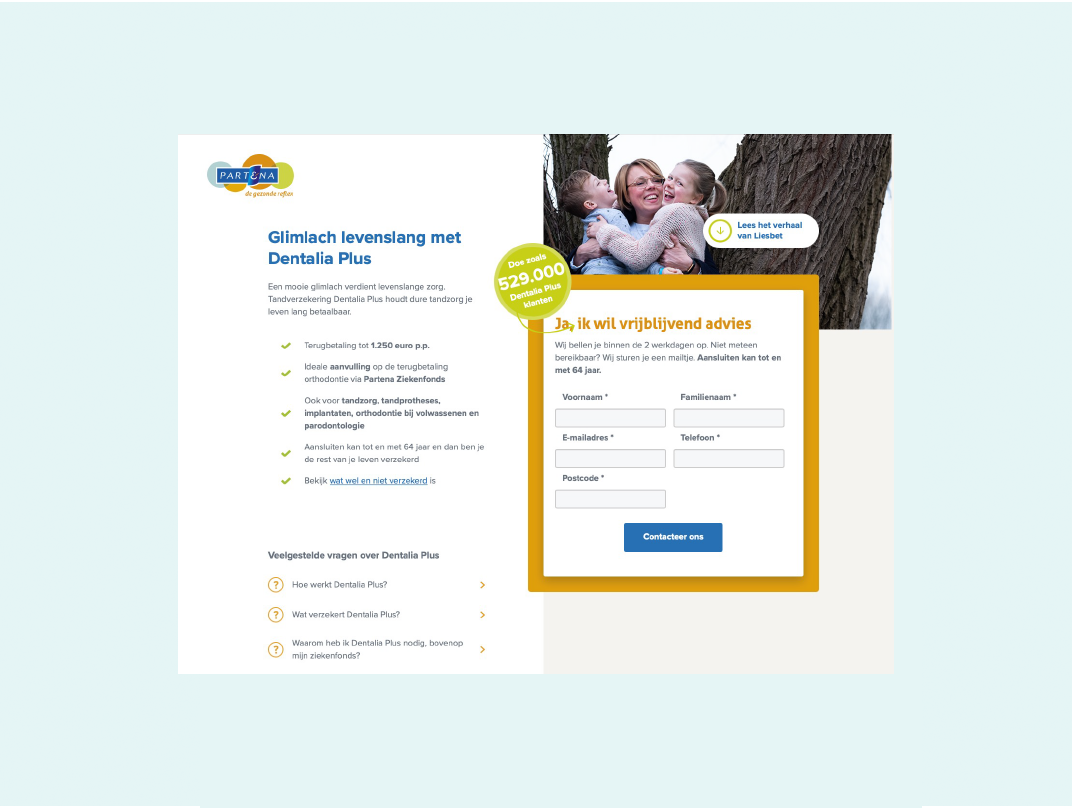 PARTENA
de gezonde reflex
Glimlach levenslang met
Dentalia Plus
Een mooie glimlach verdient levenslange zorg.
Tandverzekering Dentalia Plus houdt dure tandzorg je
leven lang betaalbaar.
Terugbetaling tot 1.250 euro p.p.
Ideale aanvulling op de terugbetaling
orthodontie via Partena Ziekenfonds
Ook voor tandzorg, tandprotheses,
implantaten, orthodontie bij volwassenen en
parodontologie
Aansluiten kan tot en met 64 jaar en dan ben je
de rest van je leven verzekerd
Bekijk wat wel en niet verzekerd is
Veelgestelde vragen over Dentalia Plus
? Hoe werkt Dentalia Plus?
? Wat verzekert Dentalia Plus?
? Waarom heb ik Dentalia Plus nodig, bovenop
mijn ziekenfonds?
Lees het verhaal
van Liesbet
Doe zoals
529.000
Dentalia Plus
klanten
Ja, ik wil vrijblijvend advies
Wij bellen je binnen de 2 werkdagen op. Niet meteen
bereikbaar? Wij sturen je een mailtje. Aansluiten kan tot en
met 64 jaar.
Voornaam * Familienaam *
E-mailadres * Telefoon *
Postcode *
Contacteer ons